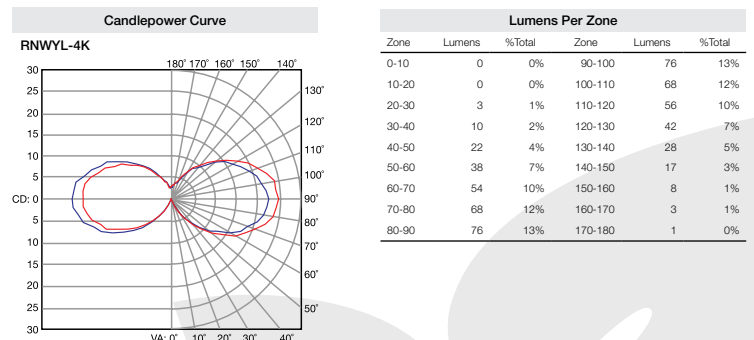 Candlepower Curve
RNWYL-4K
180° 170° 160° 150° 140°
30
25
20
15
10
5
CD: 0
5
10
15
20
25
30
130°
120°
110°
100°
90°
80°
70°
60°
50°
VA: 0° 10° 20° 30° 40°
Lumens Per Zone
Zone Lumens %Total Zone Lumens %Total
0-10 0 0% 90-100 76 13%
10-20 0 0% 100-110 68 12%
20-30 3 1% 110-120 56 10%
30-40 10 2% 120-130 42 7%
40-50 22 4% 130-140 28 5%
50-60 38 7% 140-150 17 3%
60-70 54 10% 150-160 8 1%
70-80 68 12% 160-170 3 1%
80-90 76 13% 170-180 1 0%